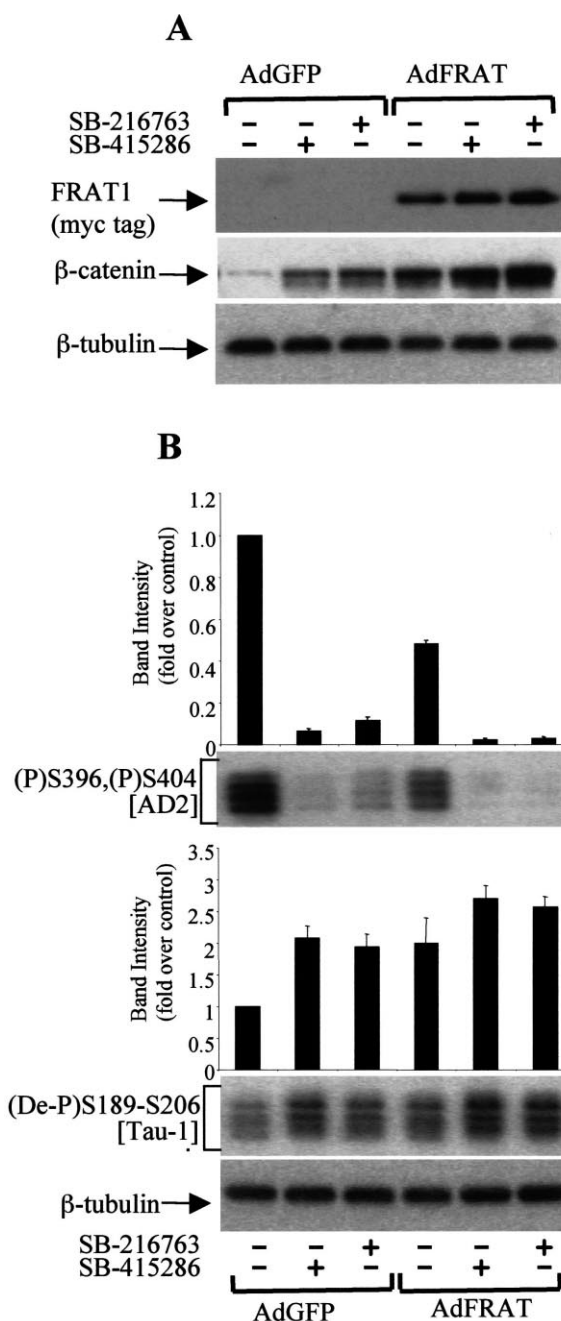 A
AdGFP AdFRAT
SB-216763 – – + – – +
SB-415286 – + – – + –
FRAT1
(myc tag)
β-catenin
β-tubulin
B
Band Intensity
(fold over control)
1.2
1.0
0.8
0.6
0.4
0.2
0
(P)S396,(P)S404
[AD2]
Band Intensity
(fold over control)
3.5
3
2.5
2
1.5
1
0.5
0
(De-P)S189-S206
[Tau-1]
β-tubulin
SB-216763 – – + – – +
SB-415286 – + – – + –
AdGFP AdFRAT